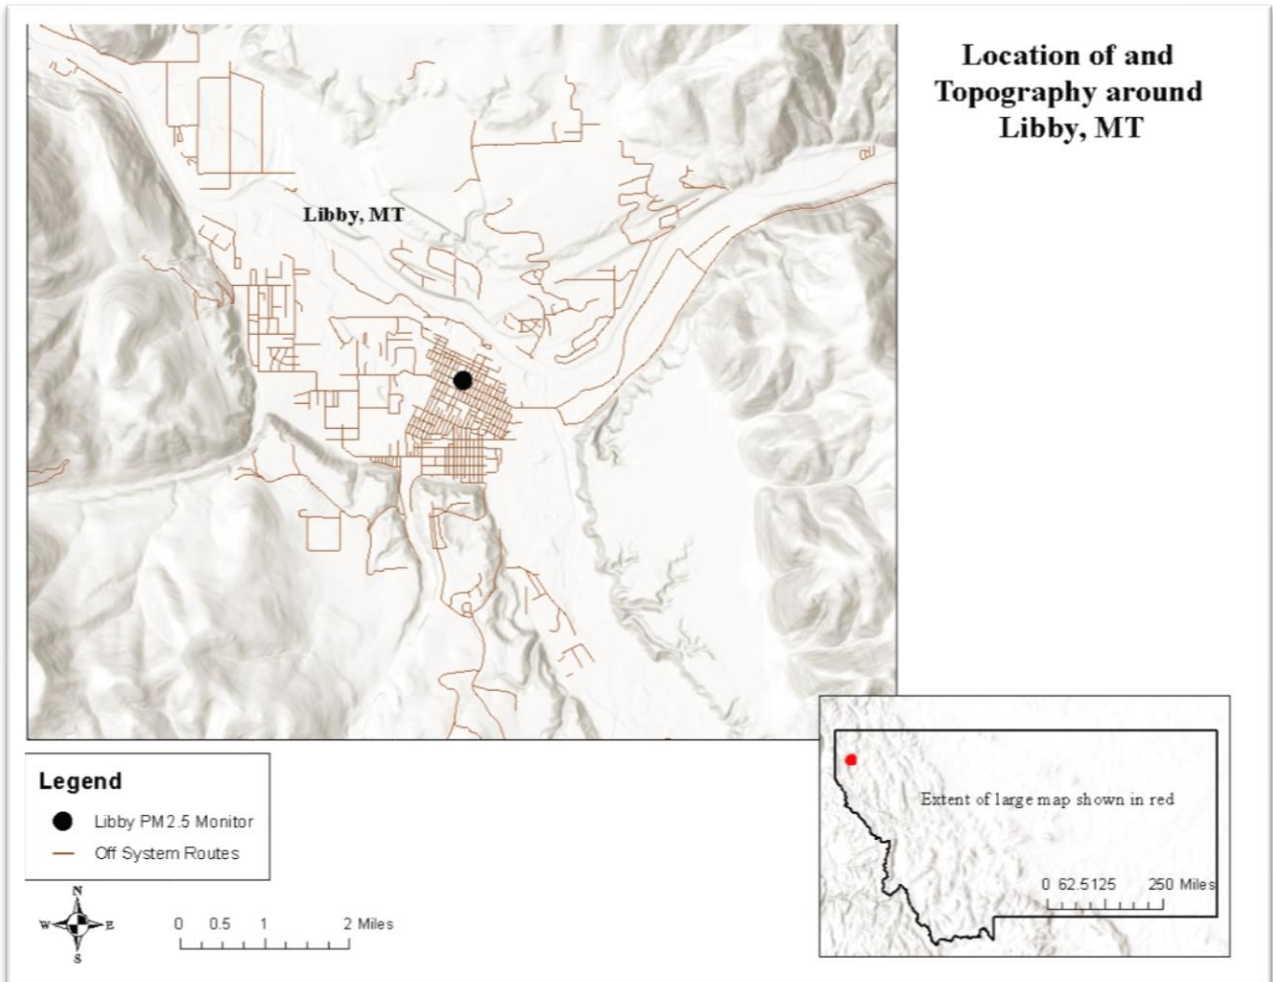 Location of and
Topography around
Libby, MT
Libby, MT
Legend
Libby PM2.5 Monitor
Off System Routes
N
W E
S
0 0.5 1 2 Miles
Extent of large map shown in red
0 62.5125 250 Miles